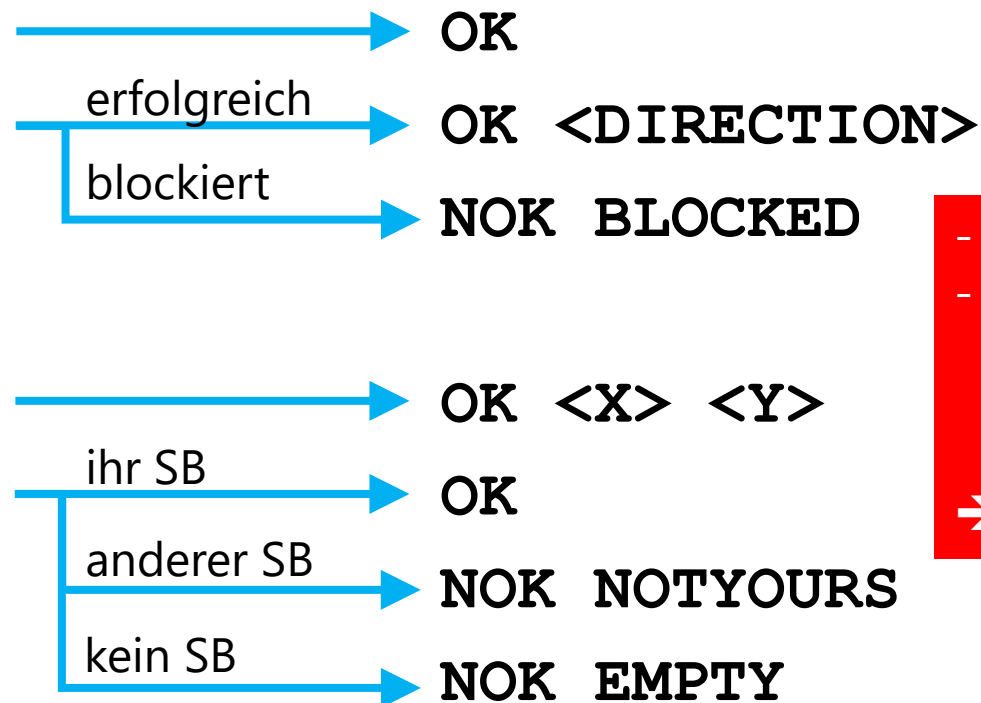 OK
erfolgreich
OK <DIRECTION>
blockiert
NOK BLOCKED
-
-
OK <X> <Y>
ihr SB
OK
➔
anderer SB
NOK NOTYOURS
kein SB
NOK EMPTY